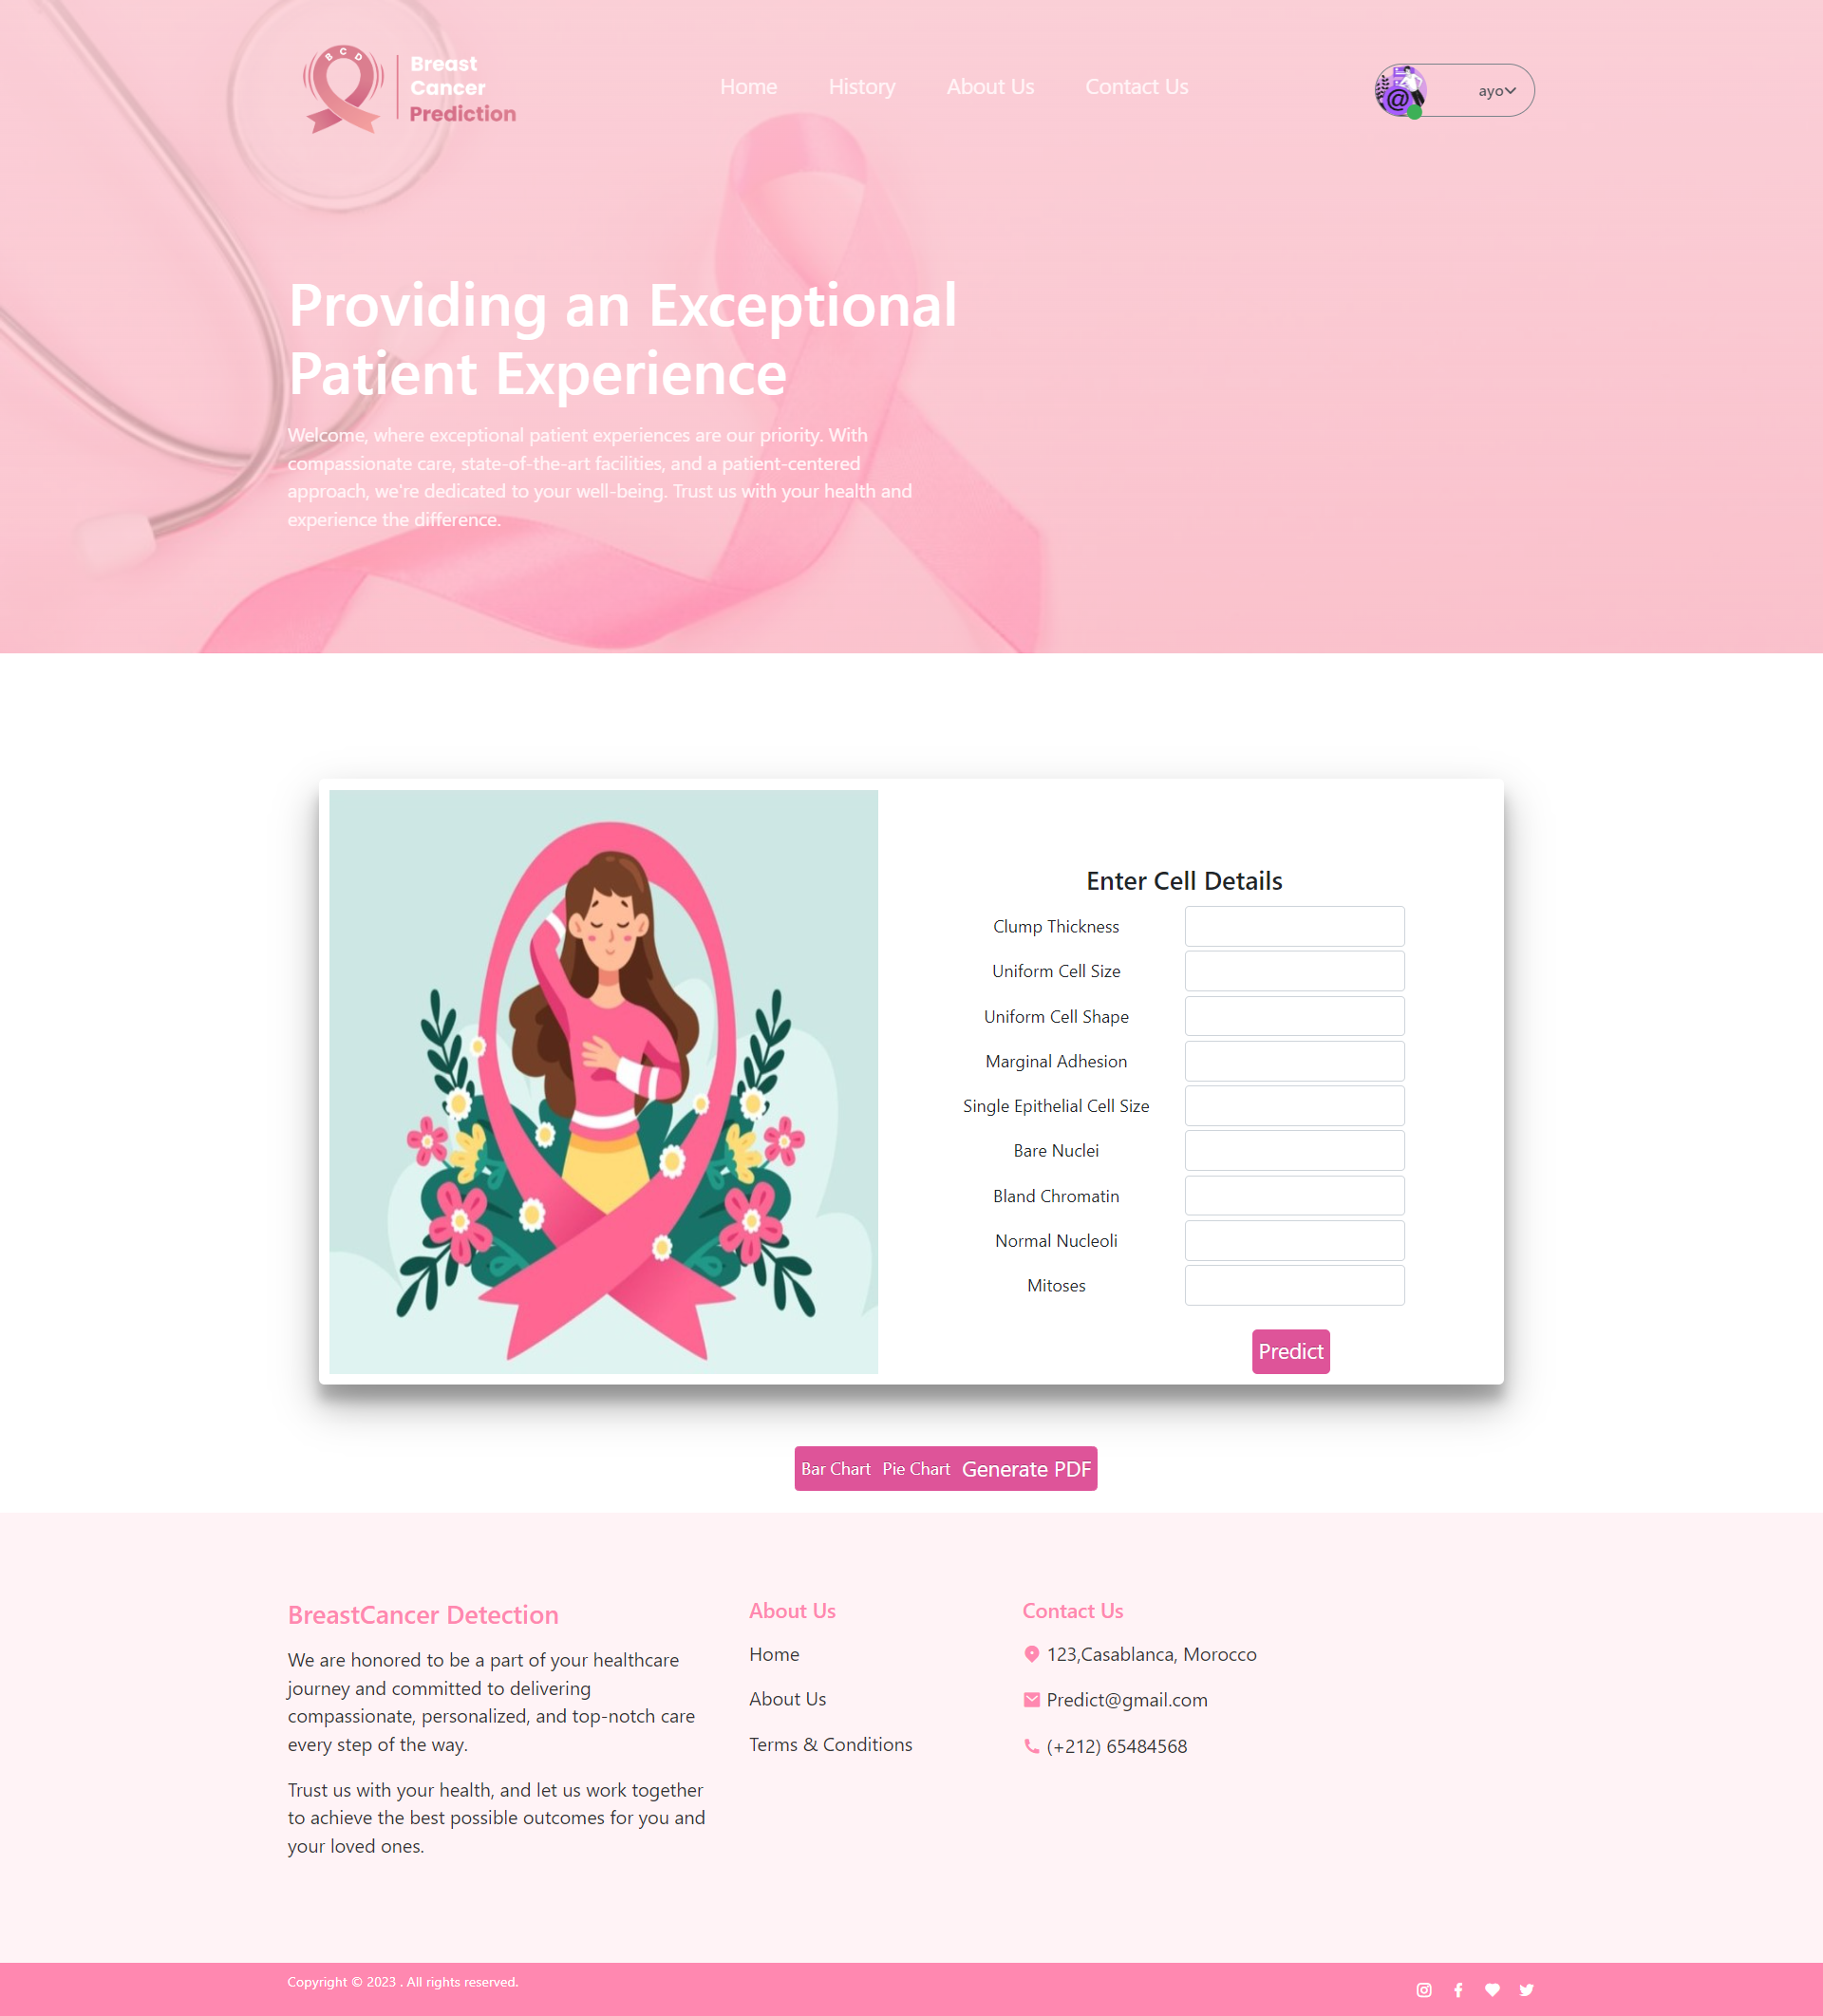 B C D
Breast
Cancer
Prediction
Home History About Us Contact Us
@
ayo
Providing an Exceptional
Patient Experience
Welcome, where exceptional patient experiences are our priority. With
compassionate care, state-of-the-art facilities, and a patient-centered
approach, we're dedicated to your well-being. Trust us with your health and
experience the difference.
Enter Cell Details
Clump Thickness
Uniform Cell Size
Uniform Cell Shape
Marginal Adhesion
Single Epithelial Cell Size
Bare Nuclei
Bland Chromatin
Normal Nucleoli
Mitoses
Predict
Bar Chart Pie Chart Generate PDF
BreastCancer Detection
We are honored to be a part of your healthcare
journey and committed to delivering
compassionate, personalized, and top-notch care
every step of the way.
Trust us with your health, and let us work together
to achieve the best possible outcomes for you and
your loved ones.
About Us
Home
About Us
Terms & Conditions
Contact Us
123,Casablanca, Morocco
Predict@gmail.com
(+212) 65484568
Copyright © 2023 . All rights reserved.